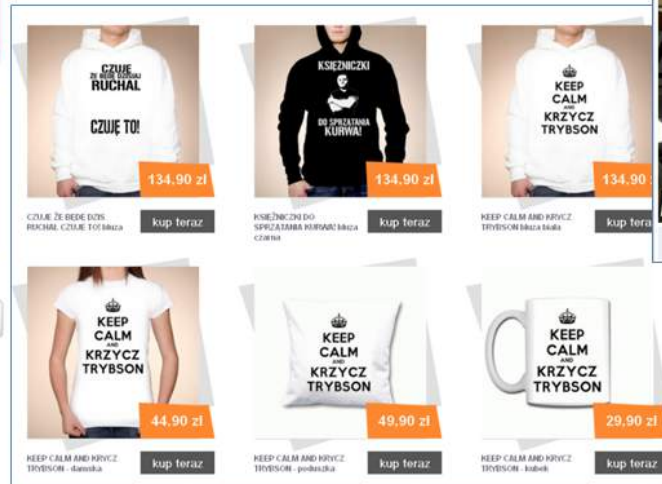 CZUJĘ
ŻE BĘDĘ DZISIAJ
RUCHAŁ
CZUJĘ TO!
134,90 zł
CZUJĘ ŻE BĘDĘ DZIS
RUCHAŁ CZUJĘ TO! bluza
kup teraz
KSIĘŻNICZKI
DO SPRZĄTANIA
KURWA!
134,90 zł
KSIĘŻNICZKI DO
SPRZĄTANIA KURWA! bluza
czarna
kup teraz
KEEP
CALM
AND
KRZYCZ
TRYBSON
134,90
KEEP CALM AND KRYCZ
TRYBSON bluza biała
kup teraz
KEEP
CALM
AND
KRZYCZ
TRYBSON
44,90 zł
KEEP CALM AND KRYCZ
TRYBSON - damska
kup teraz
KEEP
CALM
AND
KRZYCZ
TRYBSON
49,90 zł
KEEP CALM AND KRYCZ
TRYBSON - poduszka
kup teraz
KEEP
CALM
AND
KRZYCZ
TRYBSON
29,90 zł
KEEP CALM AND KRYCZ
TRYBSON - kubek
kup teraz